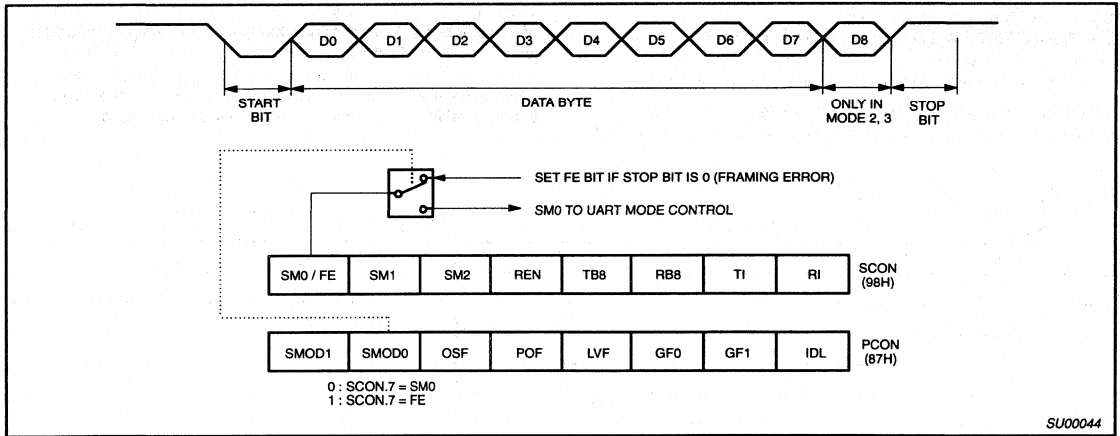 D0 D1 D2 D3 D4 D5 D6 D7 D8
START BIT
DATA BYTE
ONLY IN MODE 2, 3
STOP BIT
SET FE BIT IF STOP BIT IS 0 (FRAMING ERROR)
SM0 TO UART MODE CONTROL
SM0 / FE SM1 SM2 REN TB8 RB8 TI RI SCON (98H)
SMOD1 SMOD0 OSF POF LVF GF0 GF1 IDL PCON (87H)
0 : SCON.7 = SM0
1 : SCON.7 = FE
SU00044